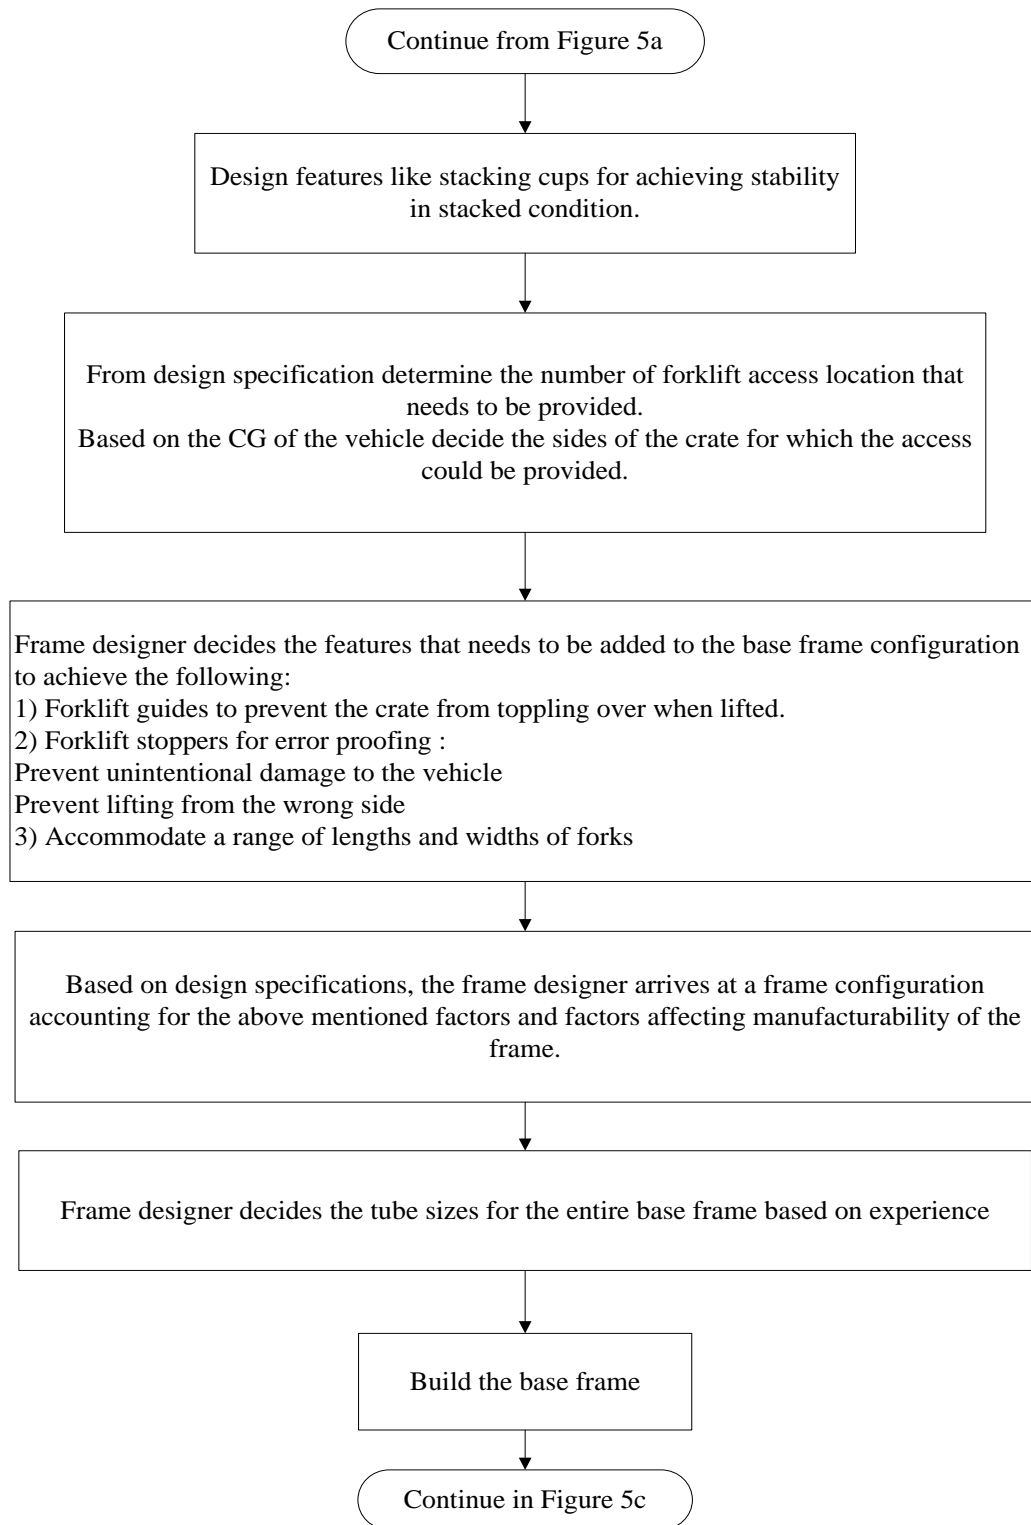 Continue from Figure 5a
Design features like stacking cups for achieving stability
in stacked condition.
From design specification determine the number of forklift access location that
needs to be provided.
Based on the CG of the vehicle decide the sides of the crate for which the access
could be provided.
Frame designer decides the features that needs to be added to the base frame configuration
to achieve the following:
1) Forklift guides to prevent the crate from toppling over when lifted.
2) Forklift stoppers for error proofing :
Prevent unintentional damage to the vehicle
Prevent lifting from the wrong side
3) Accommodate a range of lengths and widths of forks
Based on design specifications, the frame designer arrives at a frame configuration
accounting for the above mentioned factors and factors affecting manufacturability of the
frame.
Frame designer decides the tube sizes for the entire base frame based on experience
Build the base frame
Continue in Figure 5c